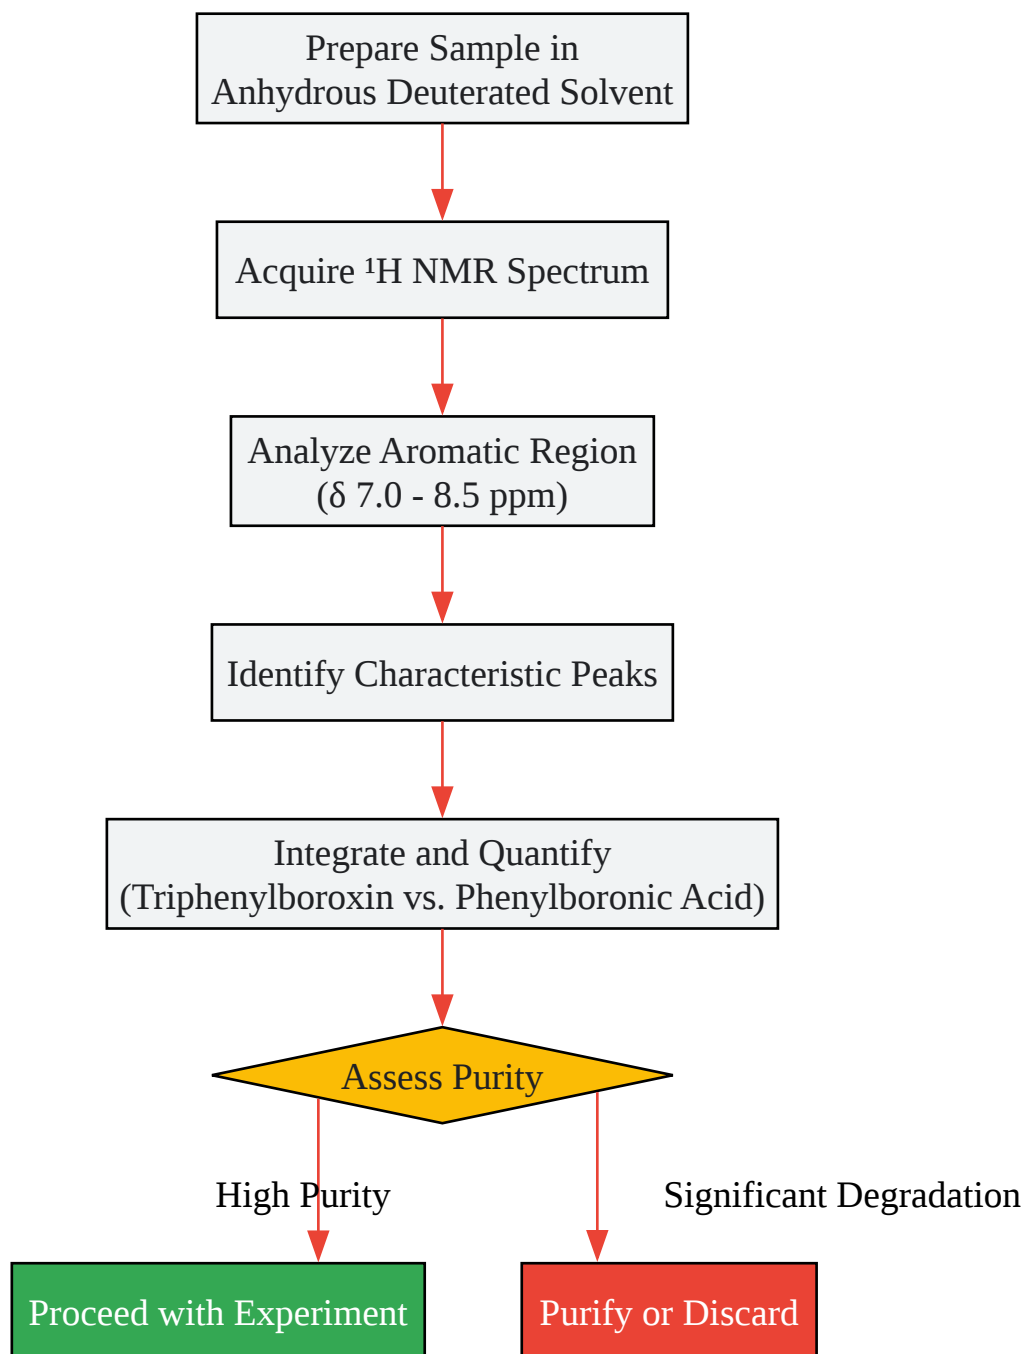 Prepare Sample in
Anhydrous Deuterated Solvent
Acquire ¹H NMR Spectrum
Analyze Aromatic Region
(δ 7.0 - 8.5 ppm)
Identify Characteristic Peaks
Integrate and Quantify
(Triphenylboroxin vs. Phenylboronic Acid)
Assess Purity
High Purity
Significant Degradation
Proceed with Experiment
Purify or Discard